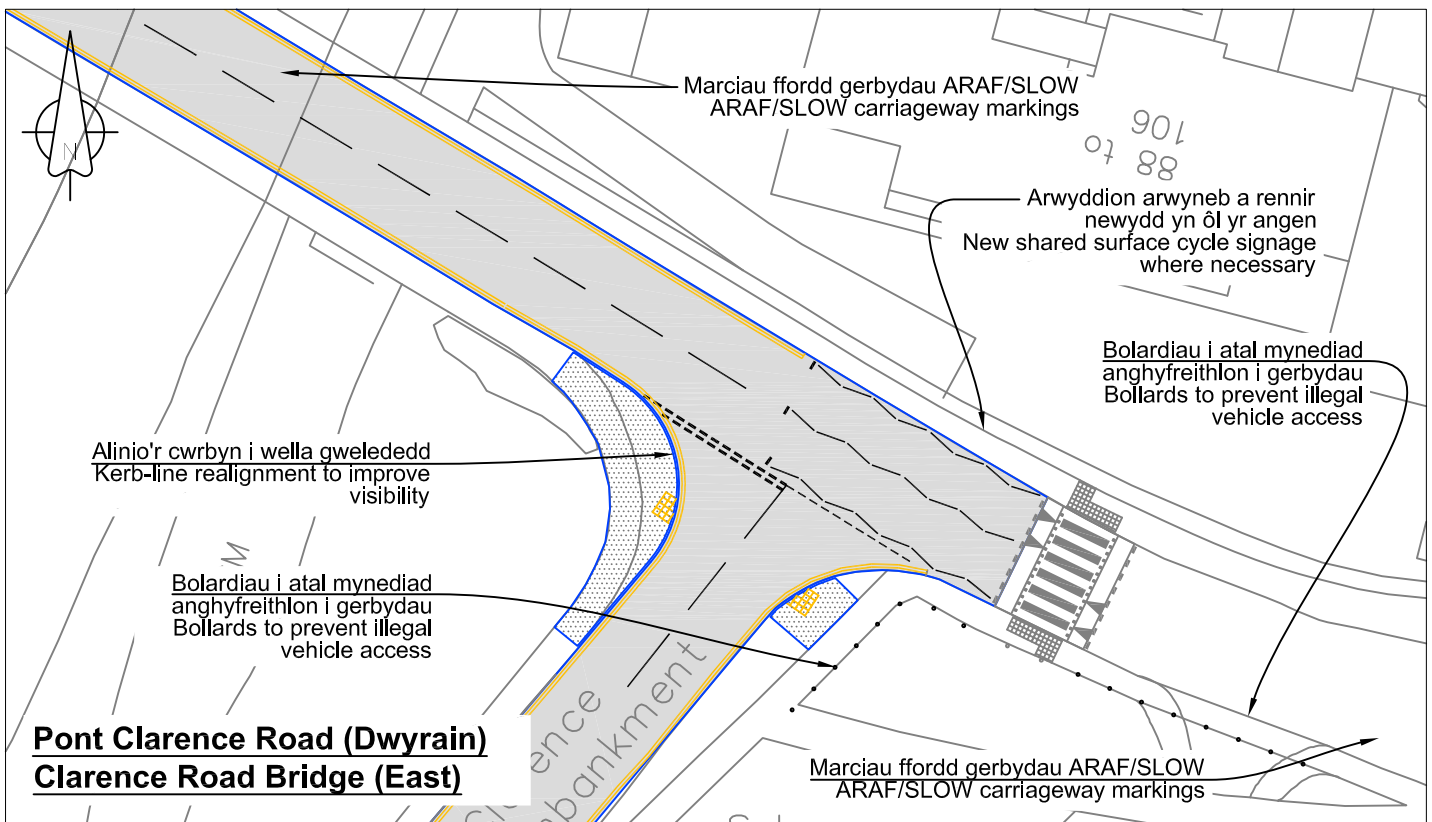 Marciau ffordd gerbydau ARAF/SLOW
ARAF/SLOW carriageway markings
88 to
106
N
Arwyddion arwyneb a rennir
newydd yn ôl yr angen
New shared surface cycle signage
where necessary
Bolardiau i atal mynediad
anghyfreithlon i gerbydau
Bollards to prevent illegal
vehicle access
Alinio'r cwrbyn i wella gwelededd
Kerb-line realignment to improve
visibility
M
Bolardiau i atal mynediad
anghyfreithlon i gerbydau
Bollards to prevent illegal
vehicle access
Pont Clarence Road (Dwyrain)
Clarence Road Bridge (East)
Marciau ffordd gerbydau ARAF/SLOW
ARAF/SLOW carriageway markings